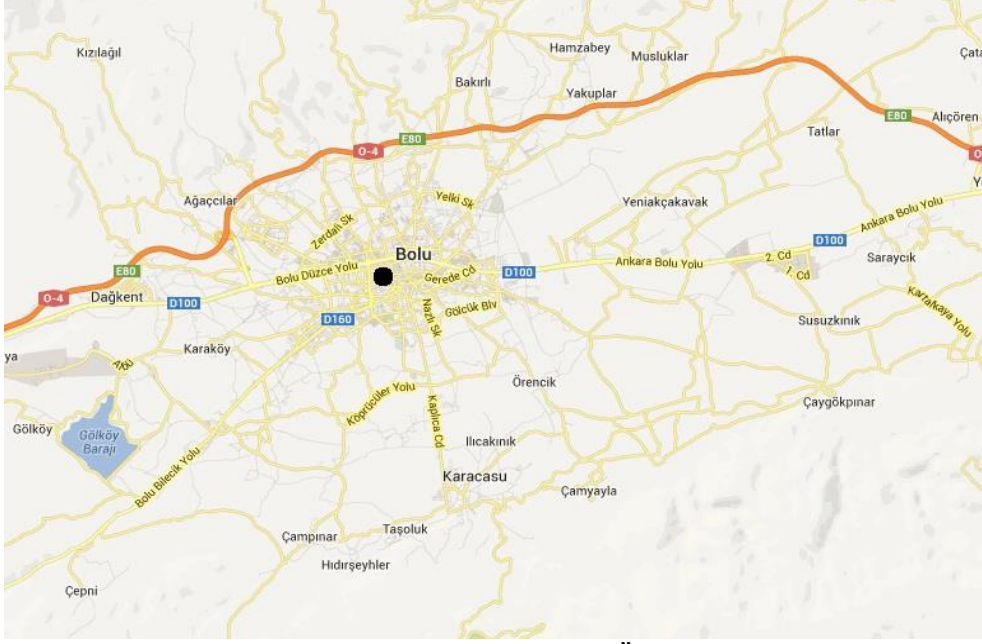 Kızılağıl
Hamzabey
Musluklar
Bakırlı
Yakuplar
E80
Alıçören
E80
Tatlar
O-4
Ağaçcılar
Yelki Sk
Yeniakçakavak
Zerdali Sk
Ankara Bolu Yolu
Bolu
D100
Saraycık
E80
Bolu Düzce Yolu
Gerede Cd
D100
Ankara Bolu Yolu
2. Cd
1. Cd
O-4
Dağkent
D100
Nazlı Sk
Gölcük Blv
Kartalkaya Yolu
D160
Susuzkınık
Karaköy
Örencik
Köprücüler Yolu
Kaplıca Cd
Çaygökpınar
Gölköy
Gölköy
Barajı
Ilıcakınık
Bolu Bilecik Yolu
Karacasu
Çamyayla
Taşoluk
Çampınar
Hıdırşeyhler
Çepni